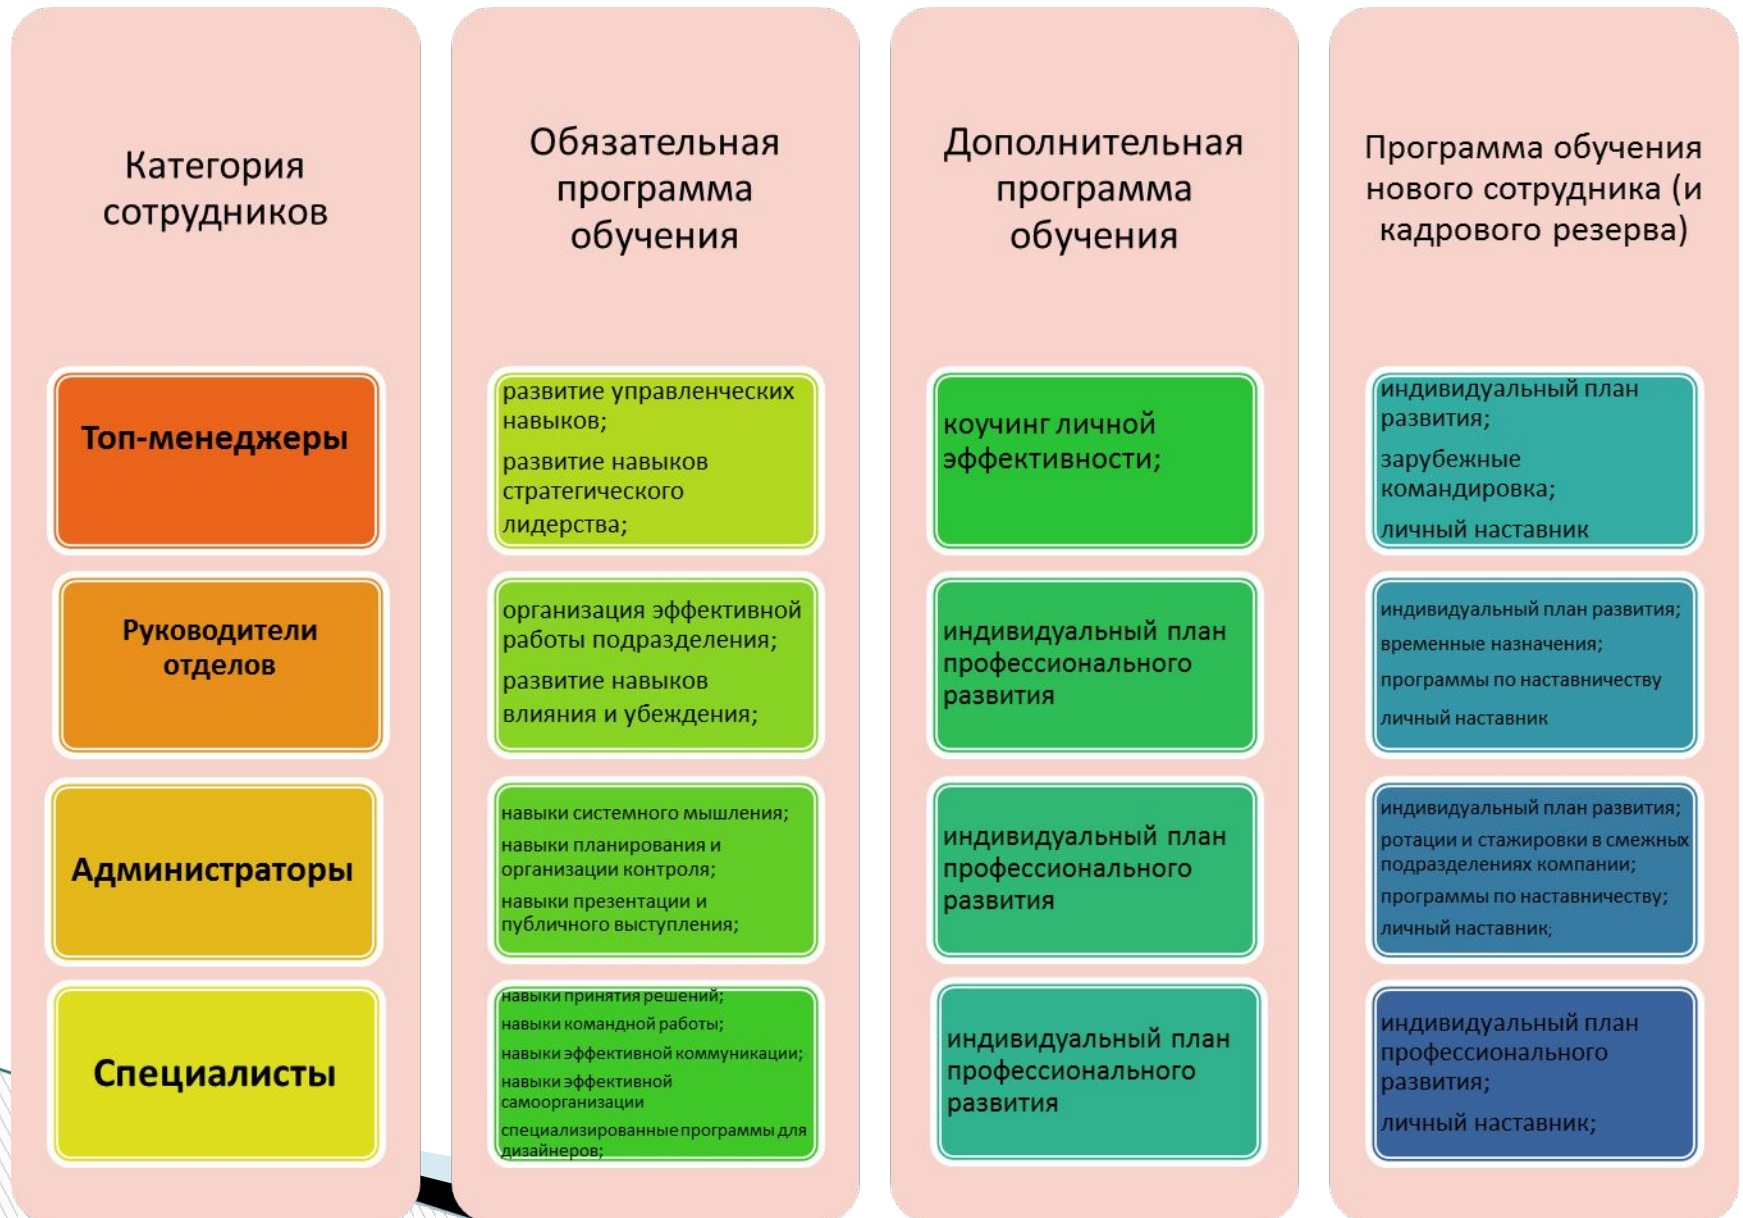 Категория
сотрудников
Обязательная
программа
обучения
Дополнительная
программа
обучения
Программа обучения
нового сотрудника (и
кадрового резерва)
Топ-менеджеры
развитие управленческих
навыков;
развитие навыков
стратегического
лидерства;
коучинг личной
эффективности;
индивидуальный план
развития;
зарубежные
командировка;
личный наставник
Руководители
отделов
организация эффективной
работы подразделения;
развитие навыков
влияния и убеждения;
индивидуальный план
профессионального
развития
индивидуальный план развития;
временные назначения;
программы по наставничеству
личный наставник
Администраторы
навыки системного мышления;
навыки планирования и
организации контроля;
навыки презентации и
публичного выступления;
индивидуальный план
профессионального
развития
индивидуальный план развития;
ротации и стажировки в смежных
подразделениях компании;
программы по наставничеству;
личный наставник;
Специалисты
навыки принятия решений;
навыки командной работы;
навыки эффективной коммуникации;
навыки эффективной
самоорганизации
специализированные программы для
дизайнеров;
индивидуальный план
профессионального
развития
индивидуальный план
профессионального
развития;
личный наставник;